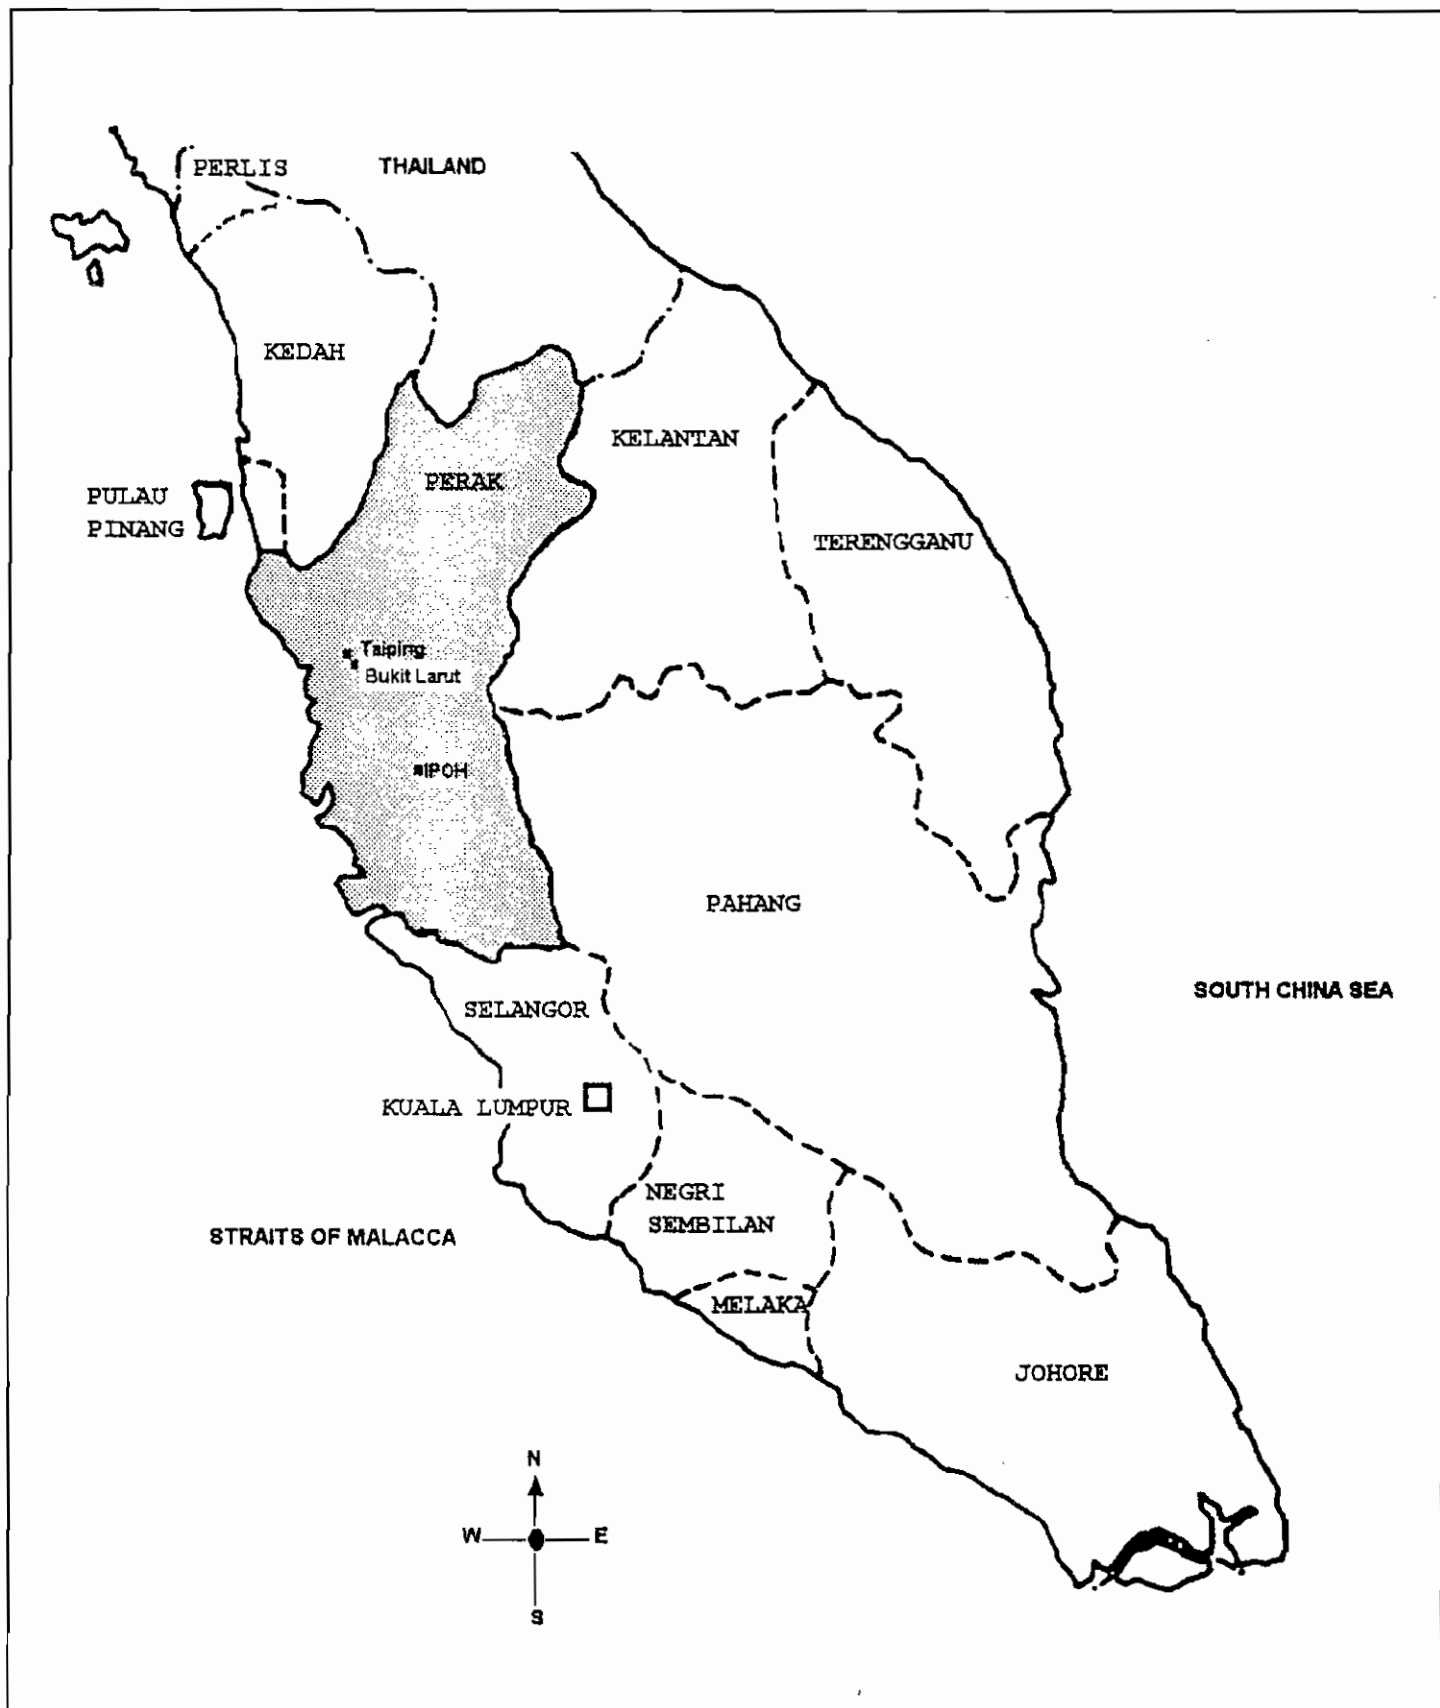 PERLIS
THAILAND
KEDAH
KELANTAN
PERAK
PULAU
PINANG
TERENGGANU
Taiping
Bukit Larut
IPOH
PAHANG
SOUTH CHINA SEA
SELANGOR
KUALA LUMPUR
NEGRI
SEMBILAN
STRAITS OF MALACCA
MELAKA
JOHORE
N
W
E
S